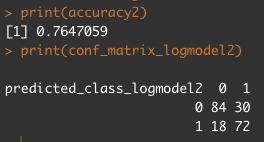 > print(accuracy2)
[1] 0.7647059
> print(conf_matrix_logmodel2)
predicted_class_logmodel2  0  1
                        0 84 30
                        1 18 72